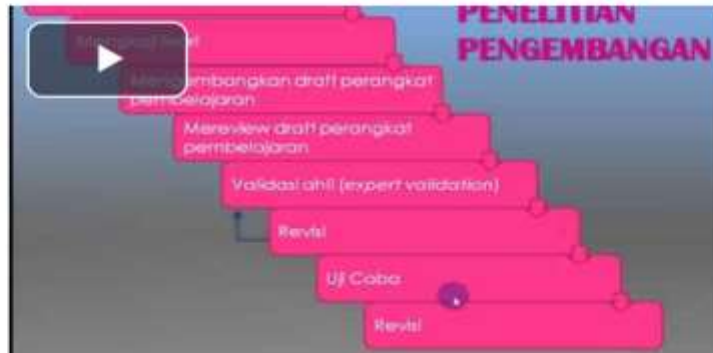 PENELITIAN
PENGEMBANGAN
Mengembangkan draft perangkat
pembelajaran
Mereview draft perangkat
pembelajaran
Validasi ahli (expert validation)
Revisi
Uji Coba
Revisi